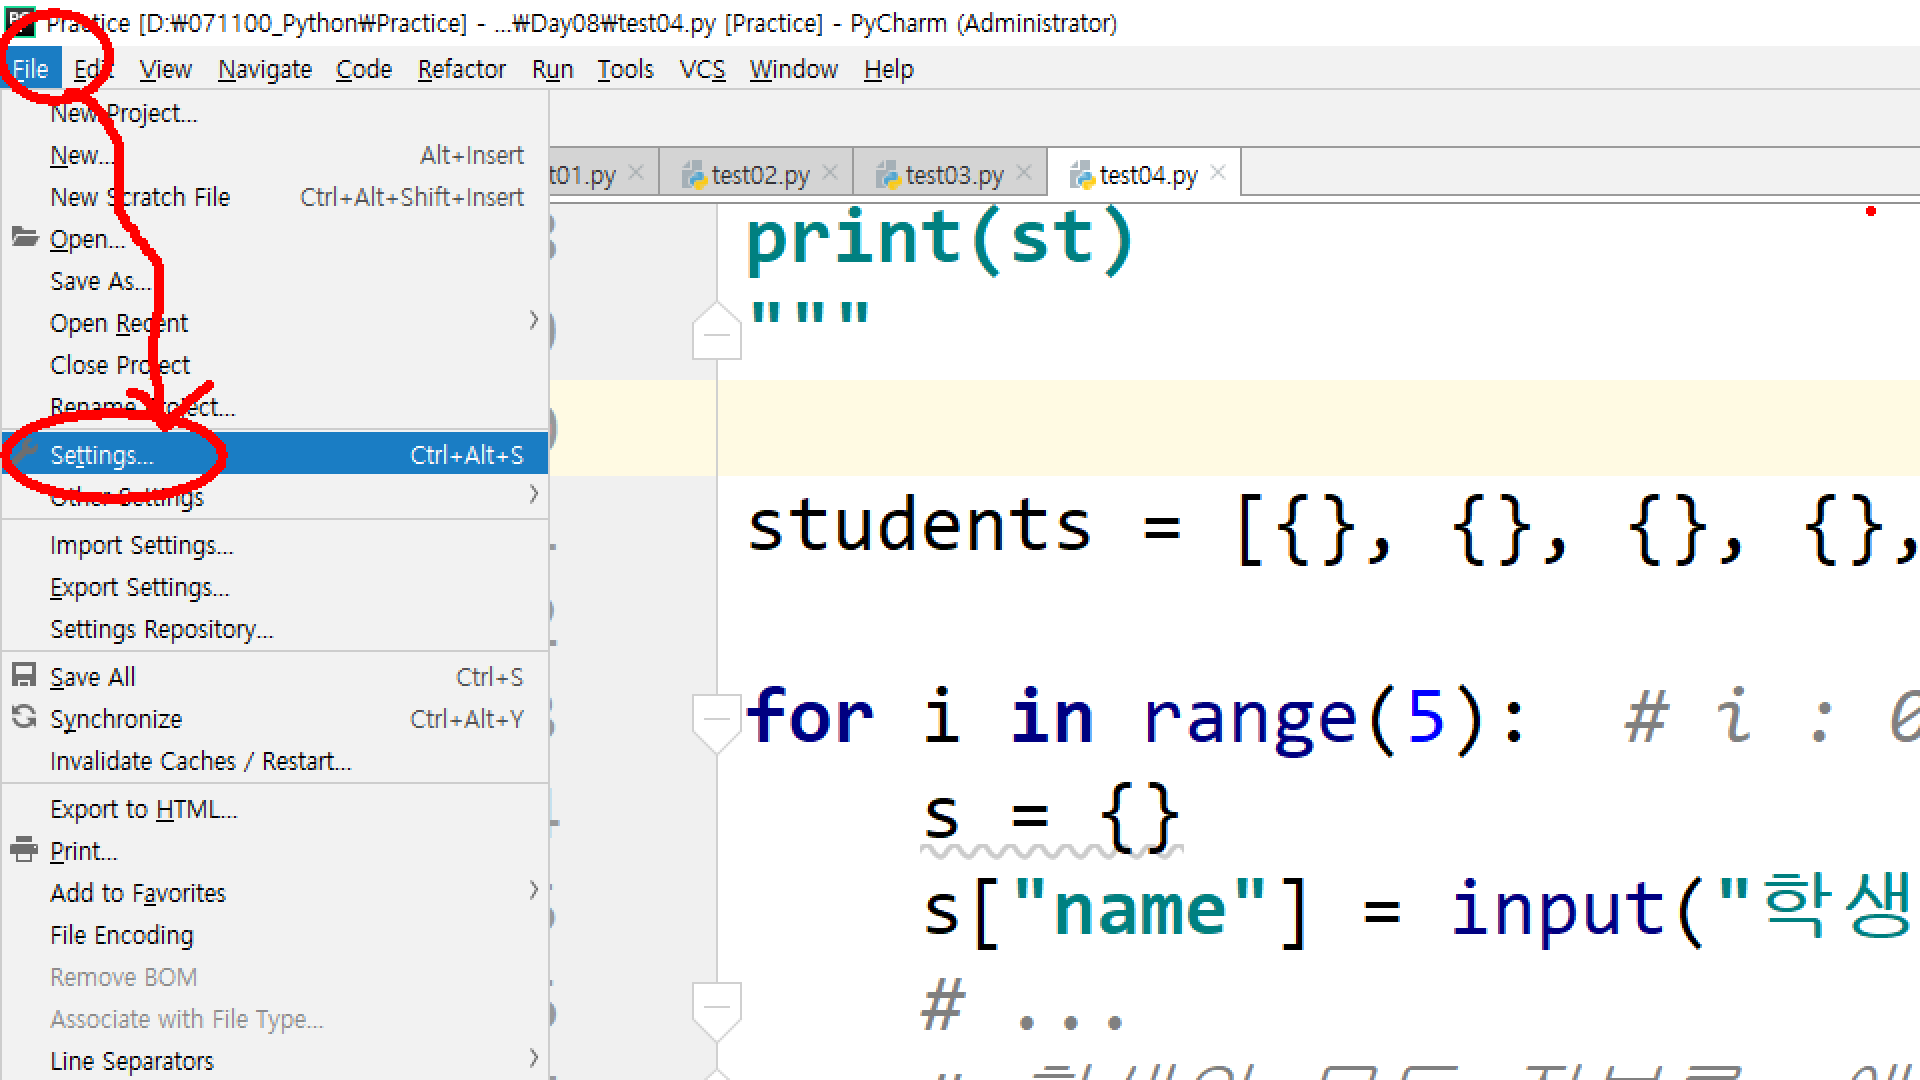 Practice [D:₩071100_Python₩Practice] - ...₩Day08₩test04.py [Practice] - PyCharm (Administrator)
File Edit View Navigate Code Refactor Run Tools VCS Window Help
New Project...
New... Alt+Insert
New Scratch File Ctrl+Alt+Shift+Insert
Open...
Save As...
Open Recent
Close Project
Rename Project...
Settings... Ctrl+Alt+S
Other Settings
Import Settings...
Export Settings...
Settings Repository...
Save All Ctrl+S
Synchronize Ctrl+Alt+Y
Invalidate Caches / Restart...
Export to HTML...
Print...
Add to Favorites
File Encoding
Remove BOM
Associate with File Type...
Line Separators
t01.py test02.py test03.py test04.py
print(st)
"""
students = [{}, {}, {}, {},
for i in range(5): # i : 0
s = {}
s["name"] = input("학생
# ...
#